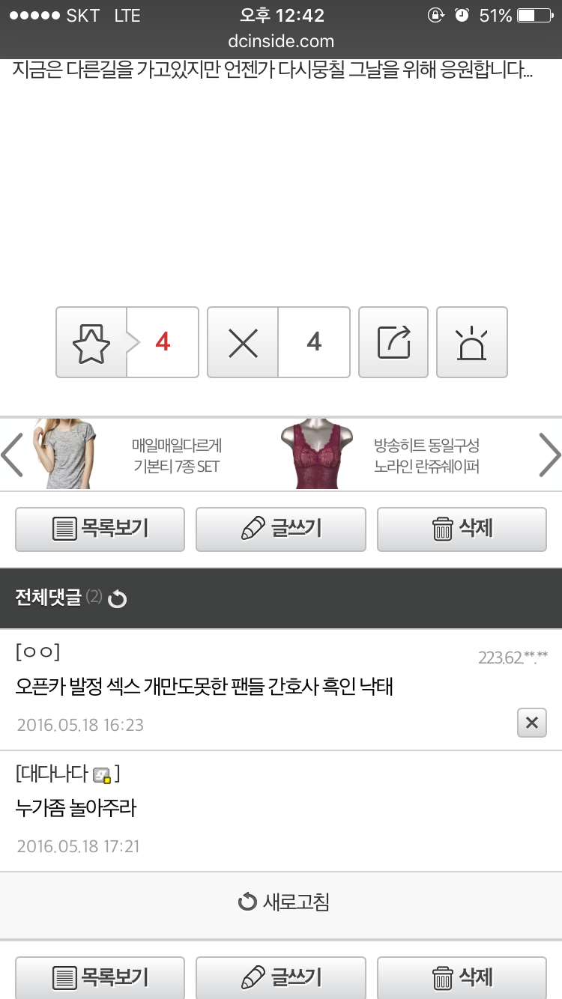 SKT LTE 오후 12:42 51%
dcinside.com
지금은 다른길을 가고있지만 언젠가 다시뭉칠 그날을 위해 응원합니다...
4 4
매일매일다르게
기본티 7종 SET
방송히트 동일구성
노라인 란쥬쉐이퍼
목록보기 글쓰기 삭제
전체댓글 (2)
[ㅇㅇ] 223.62.**.**
오픈카 발정 섹스 개만도못한 팬들 간호사 흑인 낙태
2016.05.18 16:23
[대다나다]
누가좀 놀아주라
2016.05.18 17:21
새로고침
목록보기 글쓰기 삭제